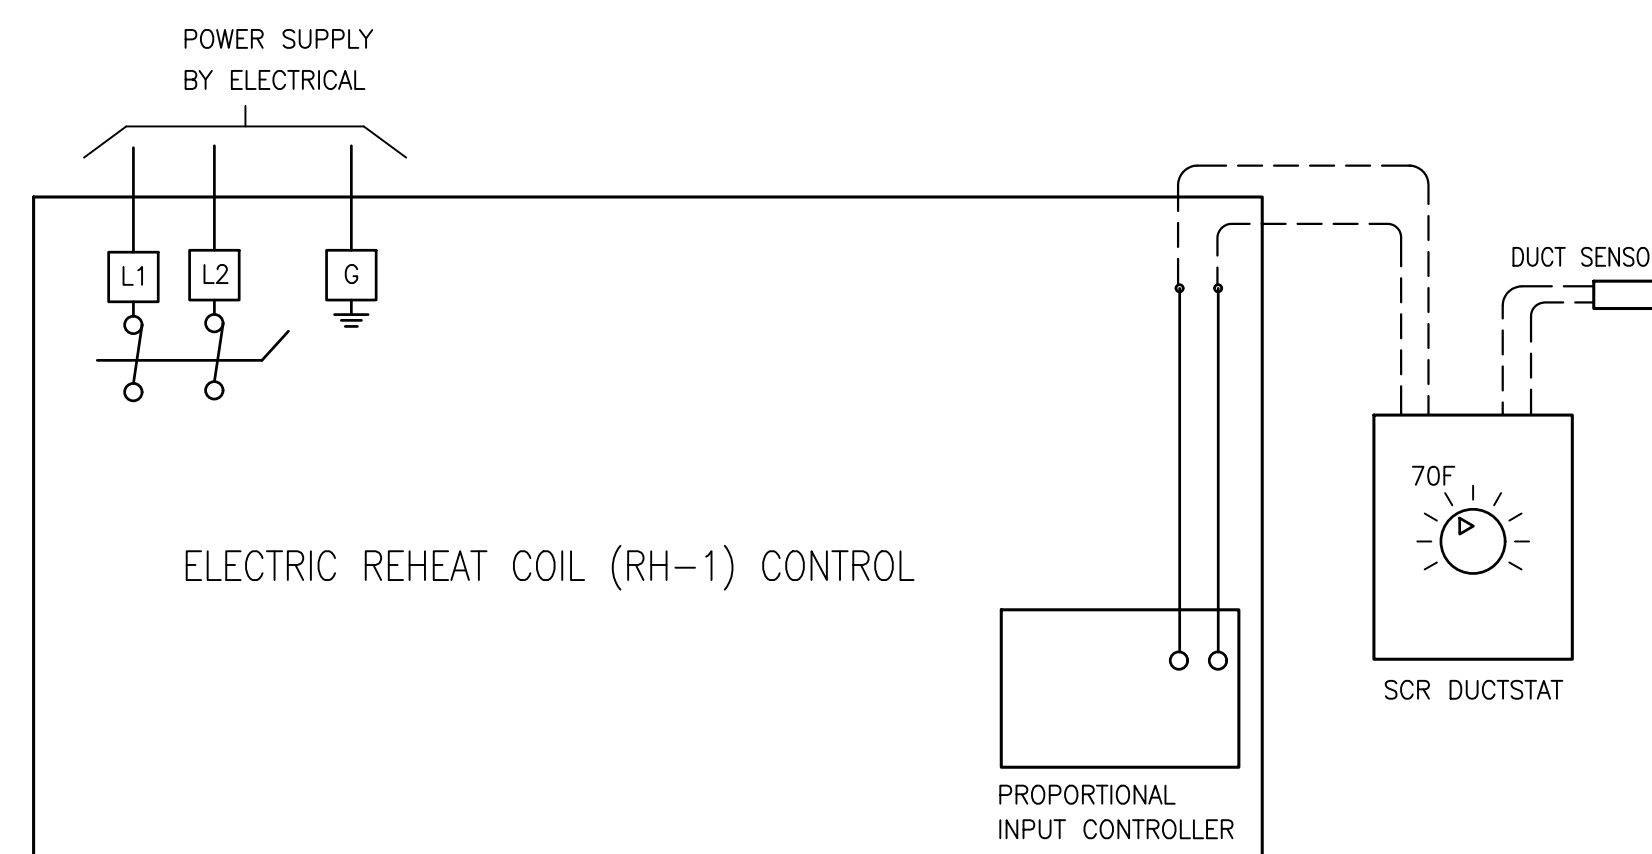 POWER SUPPLY
BY ELECTRICAL
L1
L2
G
DUCT SENSO
70F
ELECTRIC REHEAT COIL (RH-1) CONTROL
SCR DUCTSTAT
PROPORTIONAL
INPUT CONTROLLER